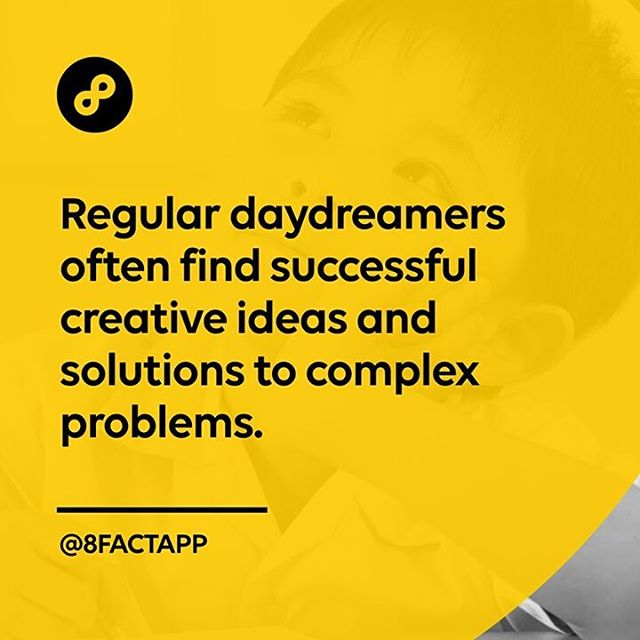 Regular daydreamers
often find successful
creative ideas and
solutions to complex
problems.
@8FACTAPP